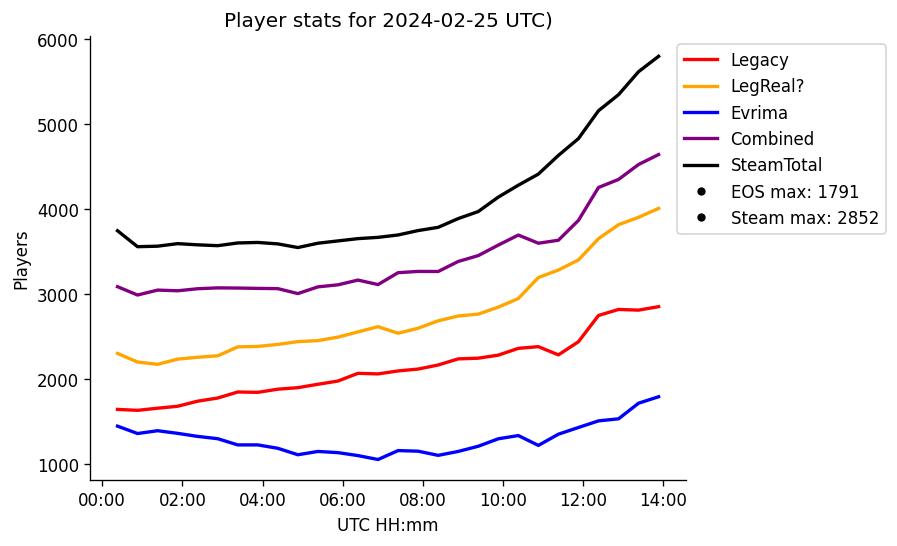 Player stats for 2024-02-25 UTC)
6000
5000
4000
3000
2000
1000
Players
00:00 02:00 04:00 06:00 08:00 10:00 12:00 14:00
UTC HH:mm
Legacy
LegReal?
Evrima
Combined
SteamTotal
EOS max: 1791
Steam max: 2852